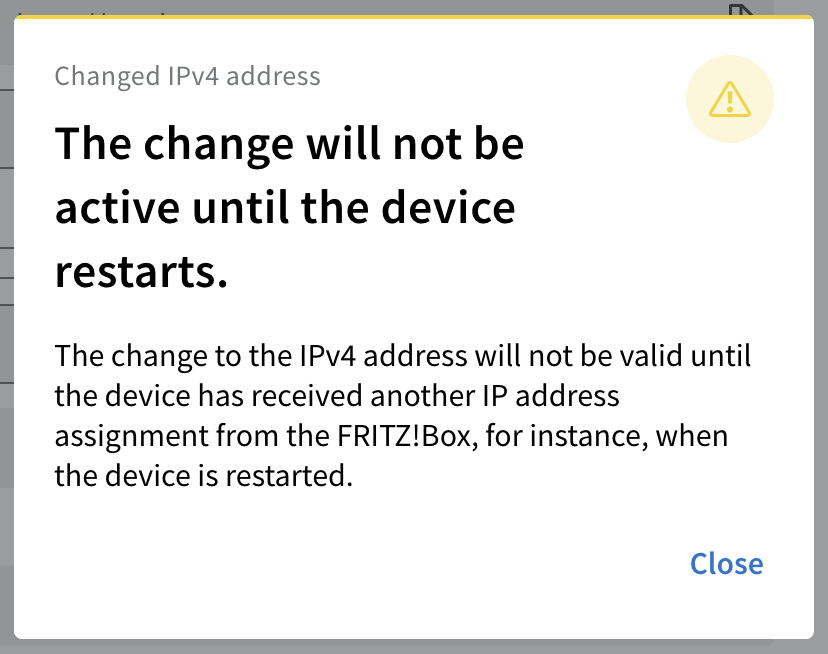 Changed IPv4 address
The change will not be
active until the device
restarts.
The change to the IPv4 address will not be valid until
the device has received another IP address
assignment from the FRITZ!Box, for instance, when
the device is restarted.
Close